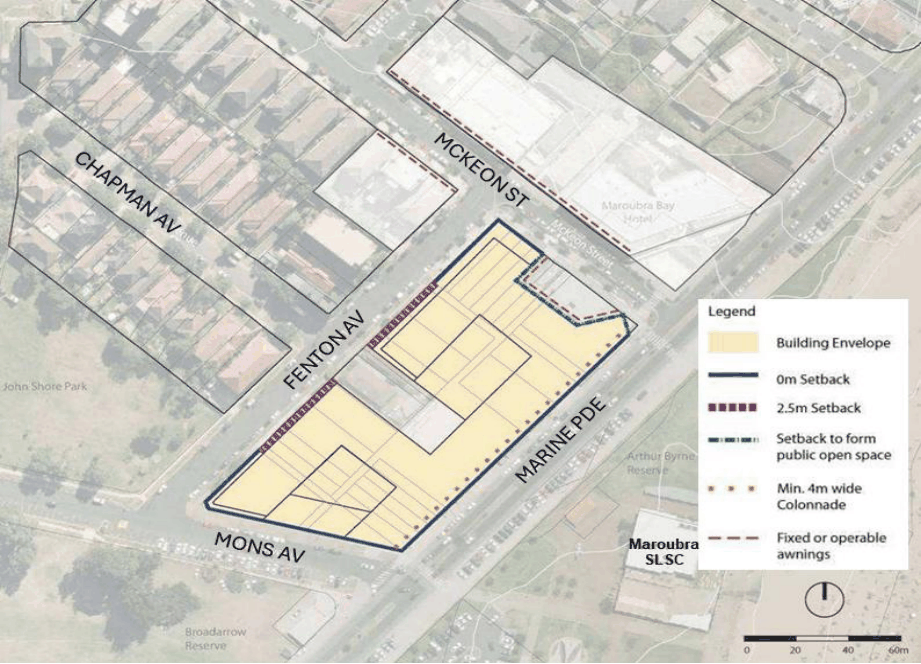 MCKEON ST
CHAPMAN AV
Maroubra Bay
Hotel
McKeon Street
FENTON AV
John Shore Park
MARINE PDE
Arthur Byrne
Reserve
MONS AV
Maroubra
SLSC
Broadarrow
Reserve
Legend
Building Envelope
0m Setback
2.5m Setback
Setback to form
public open space
Min. 4m wide
Colonnade
Fixed or operable
awnings
0 20 40 60m